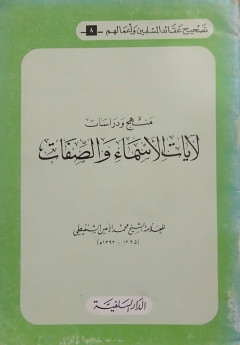 تصحيح عقائد المسلمين وأعمالهم - ٨
منهج ودراسات
لآيات الأسماء والصفات
للعلامة الشيخ محمد الأمين الشنقيطي
(١٣٢٥ - ١٣٩٣ هـ)
الدار السلفية